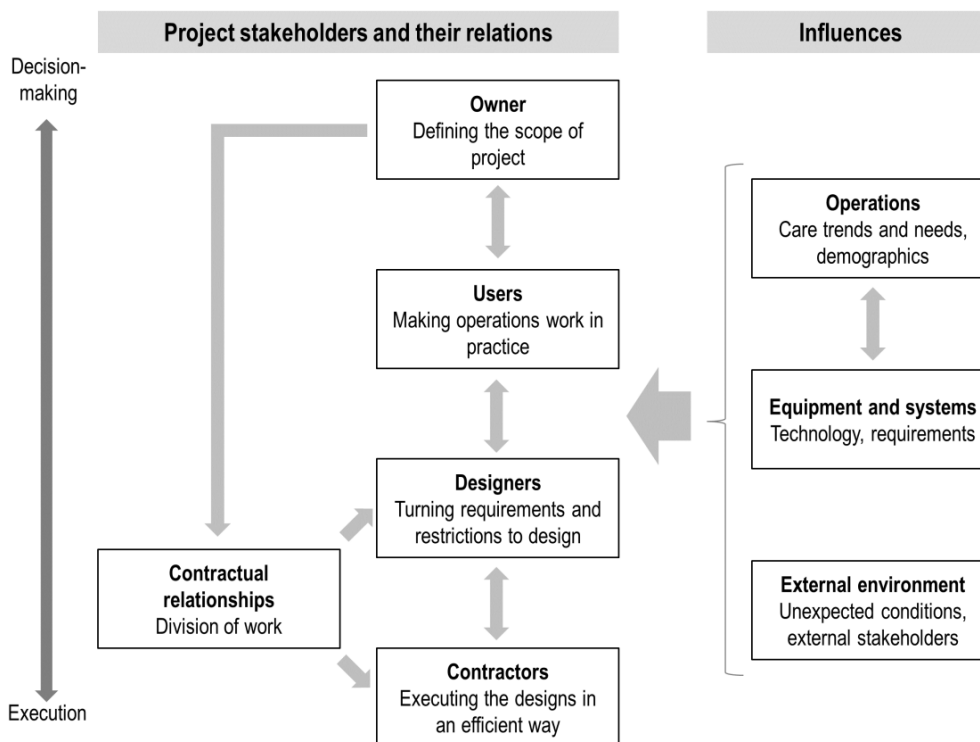 Project stakeholders and their relations
Influences
Decision-
making
Owner
Defining the scope of
project
Users
Making operations work in
practice
Designers
Turning requirements and
restrictions to design
Contractual
relationships
Division of work
Contractors
Executing the designs in
an efficient way
Execution
Operations
Care trends and needs,
demographics
Equipment and systems
Technology, requirements
External environment
Unexpected conditions,
external stakeholders